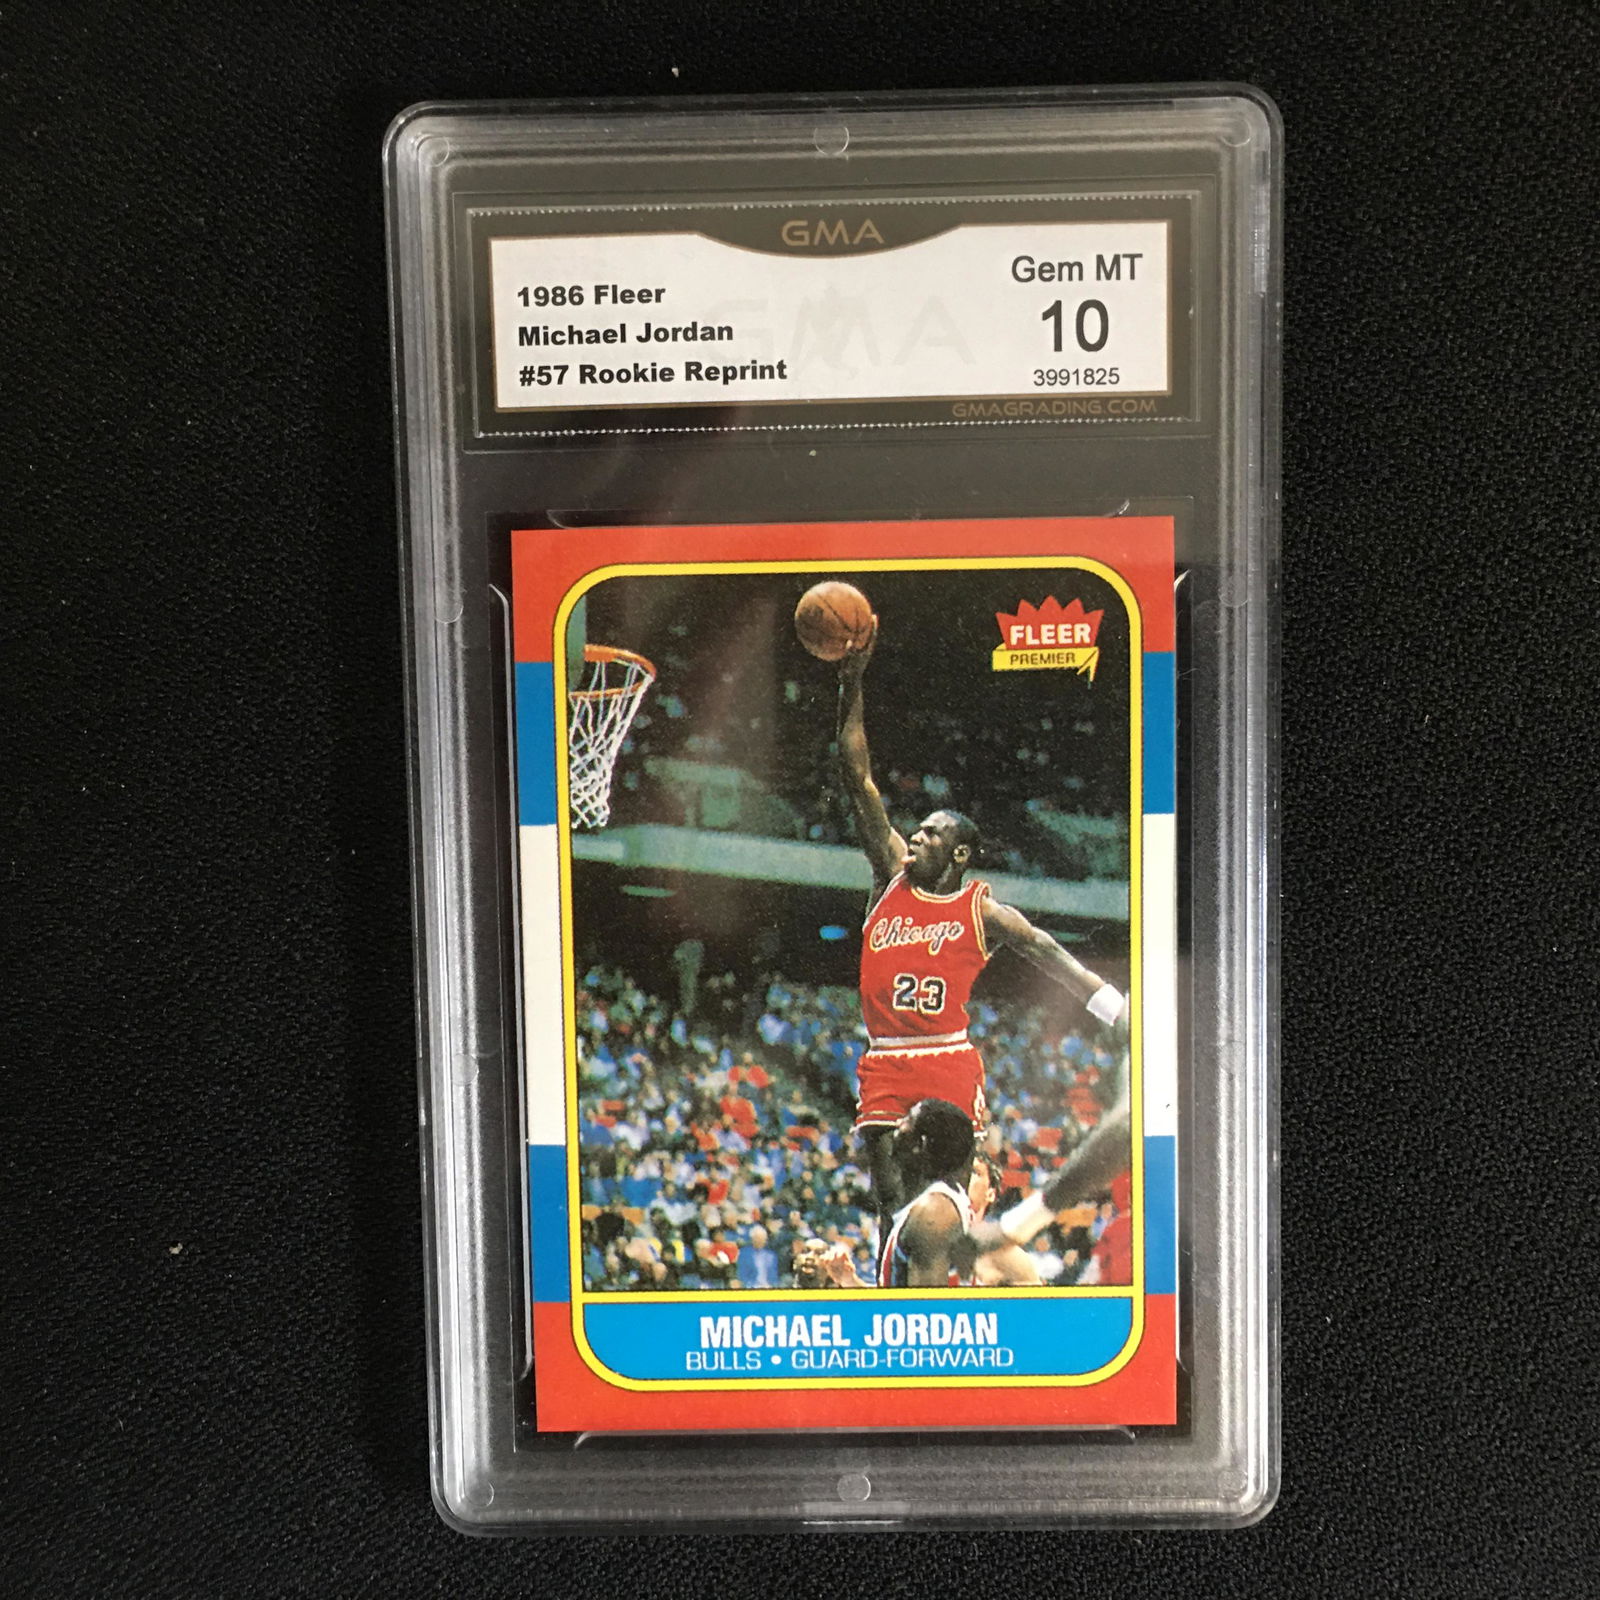 GMA
1986 Fleer
Michael Jordan
#57 Rookie Reprint
Gem MT
10
3991825
GMA
GMAGRADING.COM
FLEER
PREMIER
Chicago
23
MICHAEL JORDAN
BULLS • GUARD-FORWARD